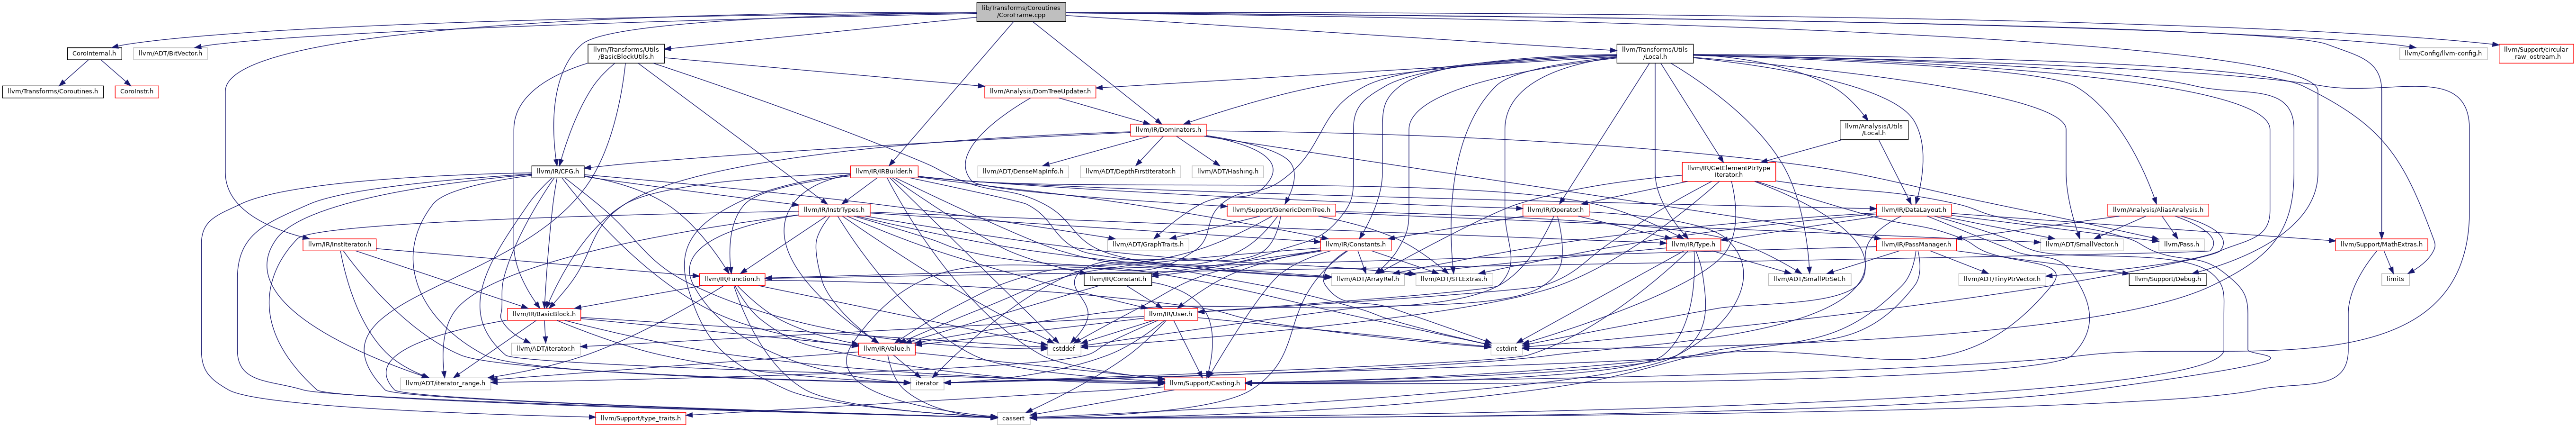 lib/Transforms/Coroutines
/CoroFrame.cpp
CoroInternal.h
llvm/ADT/BitVector.h
llvm/Transforms/Utils
/BasicBlockUtils.h
llvm/Transforms/Utils
/Local.h
llvm/Config/llvm-config.h
llvm/Support/circular
_raw_ostream.h
llvm/Transforms/Coroutines.h
CoroInstr.h
llvm/Analysis/DomTreeUpdater.h
llvm/IR/Dominators.h
llvm/Analysis/Utils
/Local.h
llvm/IR/CFG.h
llvm/IR/IRBuilder.h
llvm/ADT/DenseMapInfo.h
llvm/ADT/DepthFirstIterator.h
llvm/ADT/Hashing.h
llvm/IR/GetElementPtrType
Iterator.h
llvm/IR/InstrTypes.h
llvm/Support/GenericDomTree.h
llvm/IR/Operator.h
llvm/IR/DataLayout.h
llvm/Analysis/AliasAnalysis.h
llvm/IR/InstIterator.h
llvm/ADT/GraphTraits.h
llvm/IR/Constants.h
llvm/IR/Type.h
llvm/IR/PassManager.h
llvm/ADT/SmallVector.h
llvm/Pass.h
llvm/Support/MathExtras.h
llvm/IR/Function.h
llvm/IR/Constant.h
llvm/ADT/ArrayRef.h
llvm/ADT/STLExtras.h
llvm/ADT/SmallPtrSet.h
llvm/ADT/TinyPtrVector.h
llvm/Support/Debug.h
limits
llvm/IR/BasicBlock.h
llvm/IR/User.h
llvm/ADT/iterator.h
llvm/IR/Value.h
cstddef
cstdint
llvm/ADT/iterator_range.h
iterator
llvm/Support/Casting.h
llvm/Support/type_traits.h
cassert